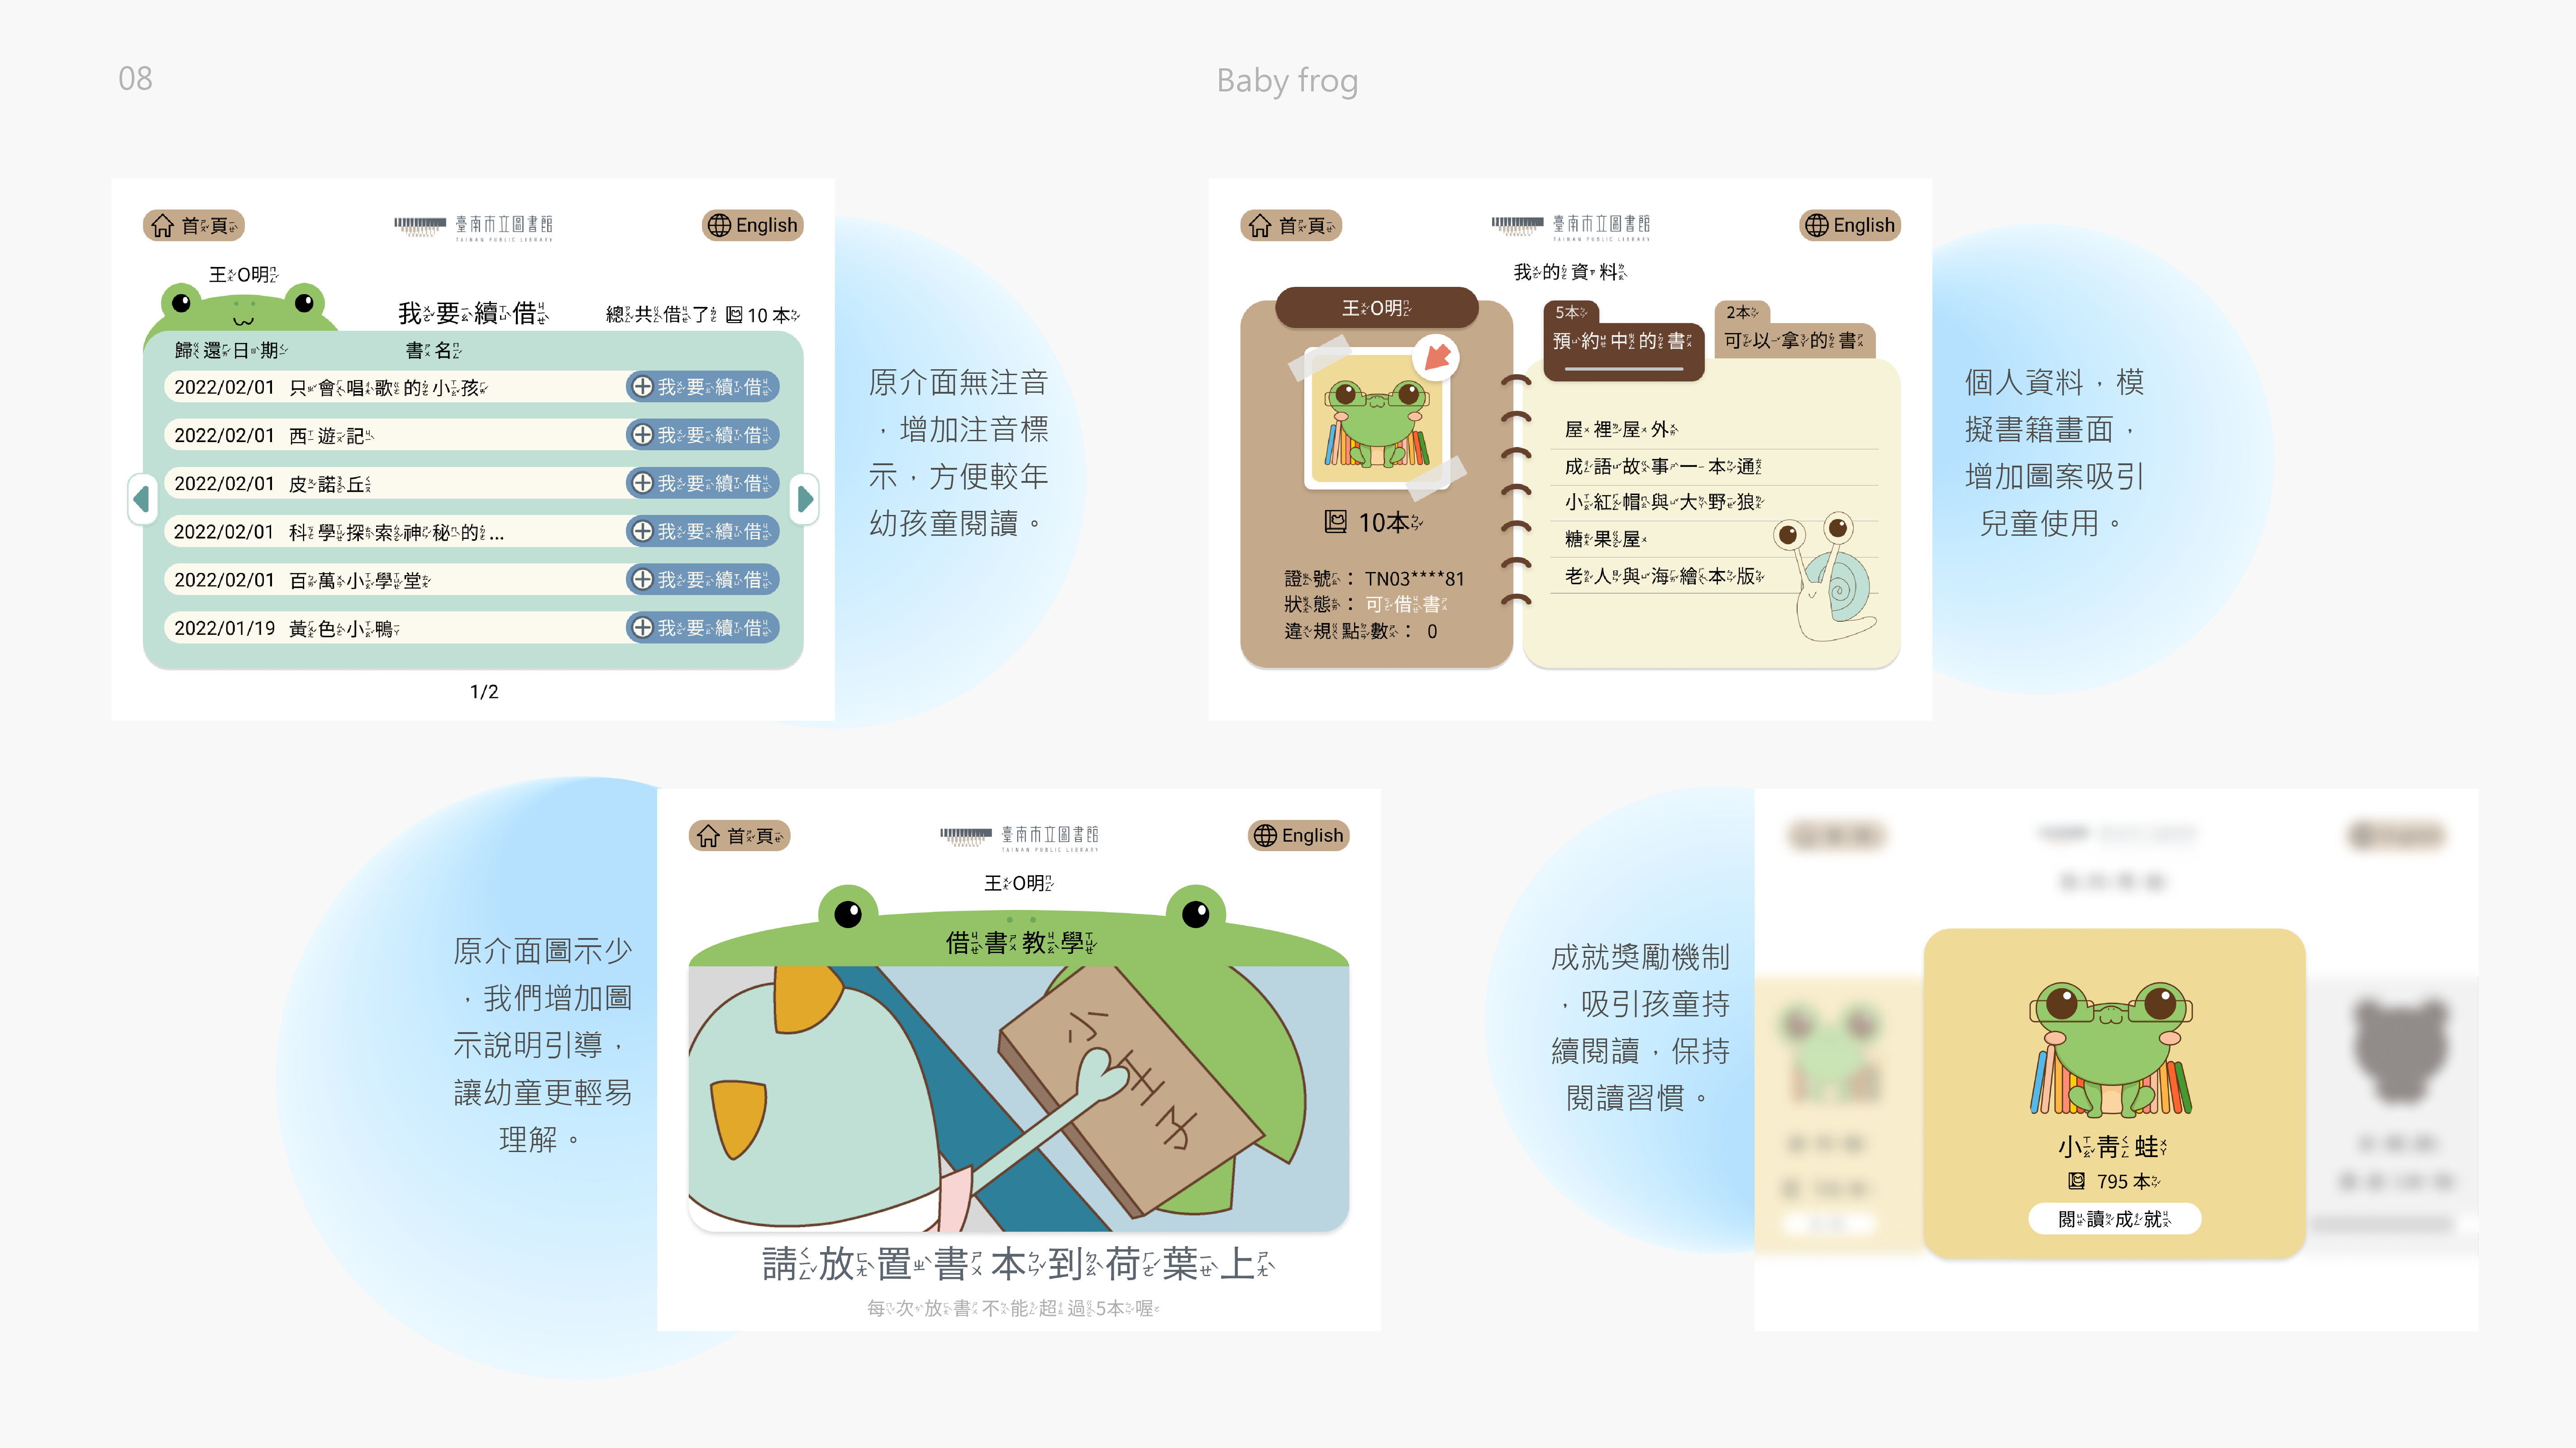 08
Baby frog
首頁
臺南市立圖書館
TAINAN PUBLIC LIBRARY
English
王O明
我要續借
總共借了 10 本
歸還日期 書名
2022/02/01 只會唱歌的小孩 我要續借
2022/02/01 西遊記 我要續借
2022/02/01 皮諾丘 我要續借
2022/02/01 科學探索神秘的... 我要續借
2022/02/01 百萬小學堂 我要續借
2022/01/19 黃色小鴨 我要續借
1/2
原介面無注音
，增加注音標
示，方便較年
幼孩童閱讀。
首頁
臺南市立圖書館
TAINAN PUBLIC LIBRARY
English
我的資料
王O明
10本
證號： TN03****81
狀態： 可借書
違規點數： 0
5本
預約中的書
2本
可以拿的書
屋裡屋外
成語故事一本通
小紅帽與大野狼
糖果屋
老人與海繪本版
個人資料，模
擬書籍畫面，
增加圖案吸引
兒童使用。
原介面圖示少
，我們增加圖
示說明引導，
讓幼童更輕易
理解。
首頁
臺南市立圖書館
TAINAN PUBLIC LIBRARY
English
王O明
借書教學
小王子
請放置書本到荷葉上
每次放書不能超過5本喔
成就獎勵機制
，吸引孩童持
續閱讀，保持
閱讀習慣。
小青蛙
795 本
閱讀成就